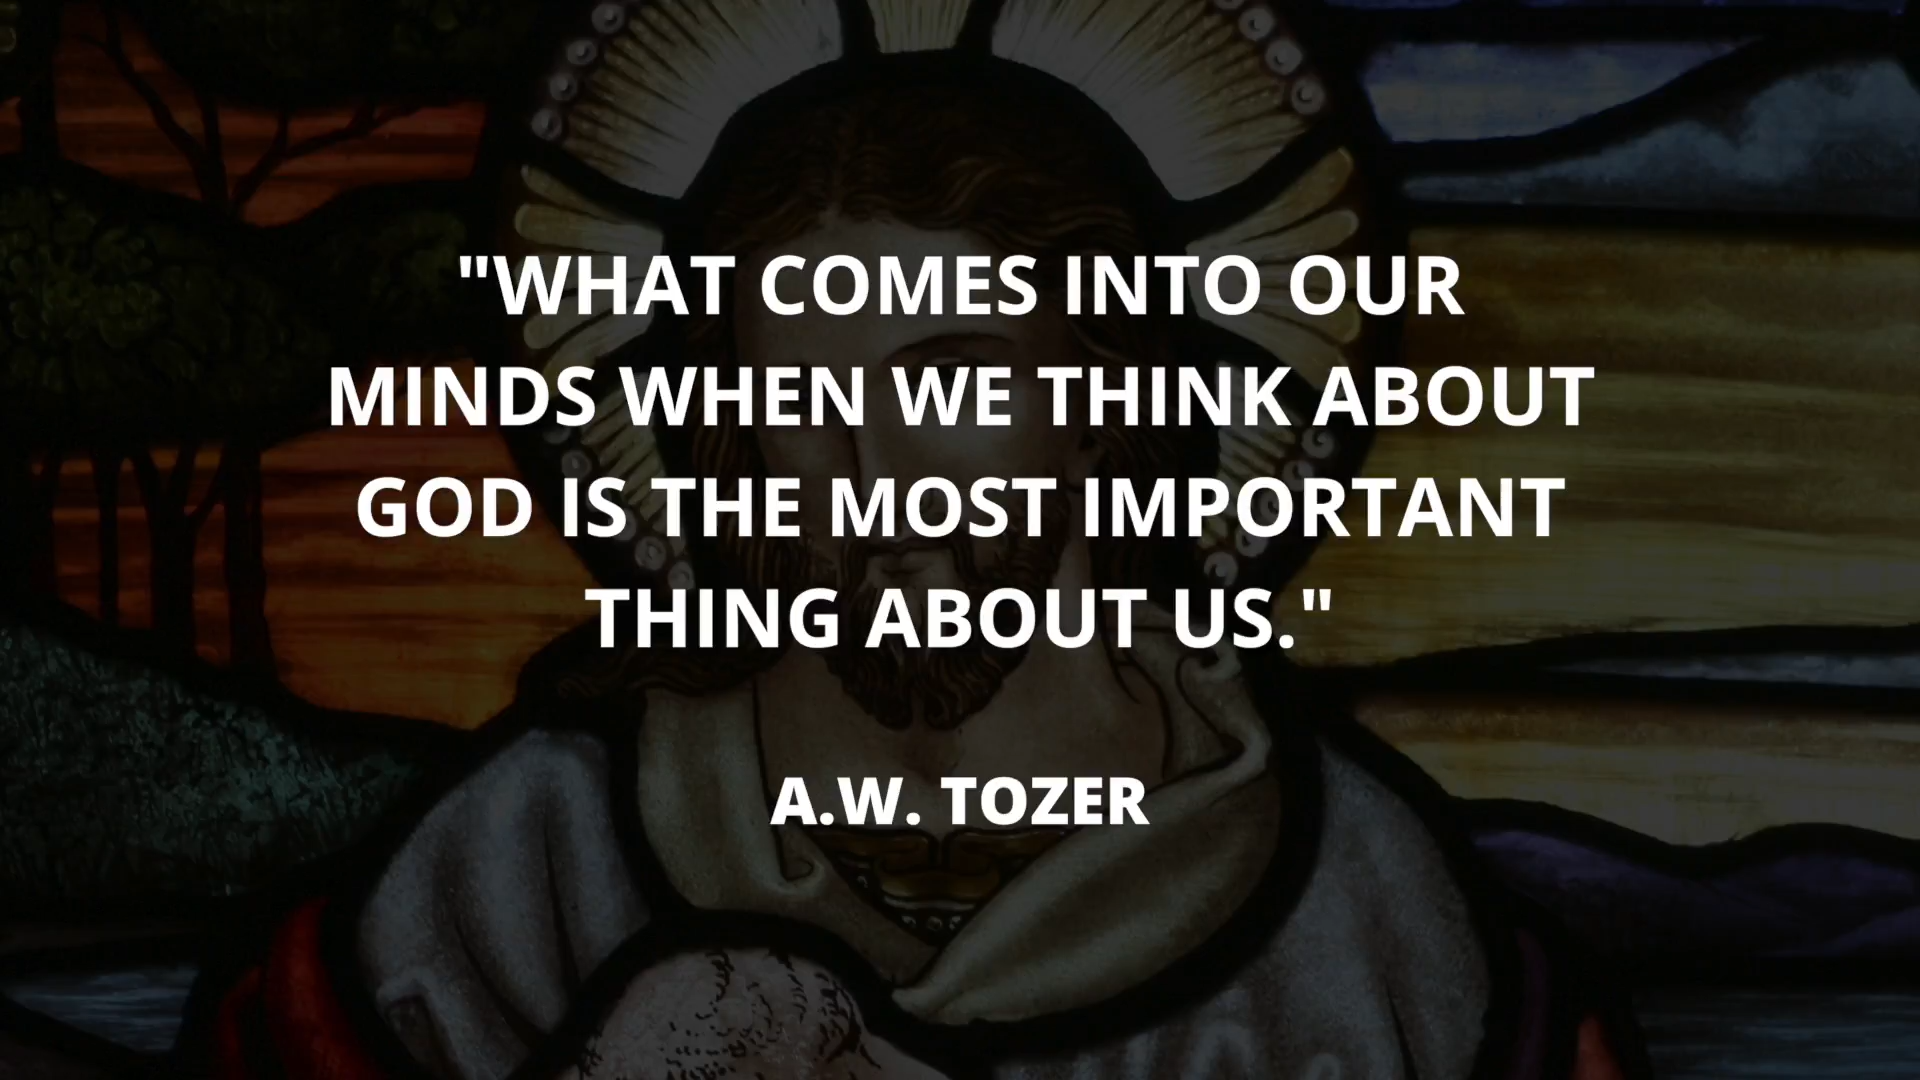 "WHAT COMES INTO OUR
MINDS WHEN WE THINK ABOUT
GOD IS THE MOST IMPORTANT
THING ABOUT US."
A.W. TOZER